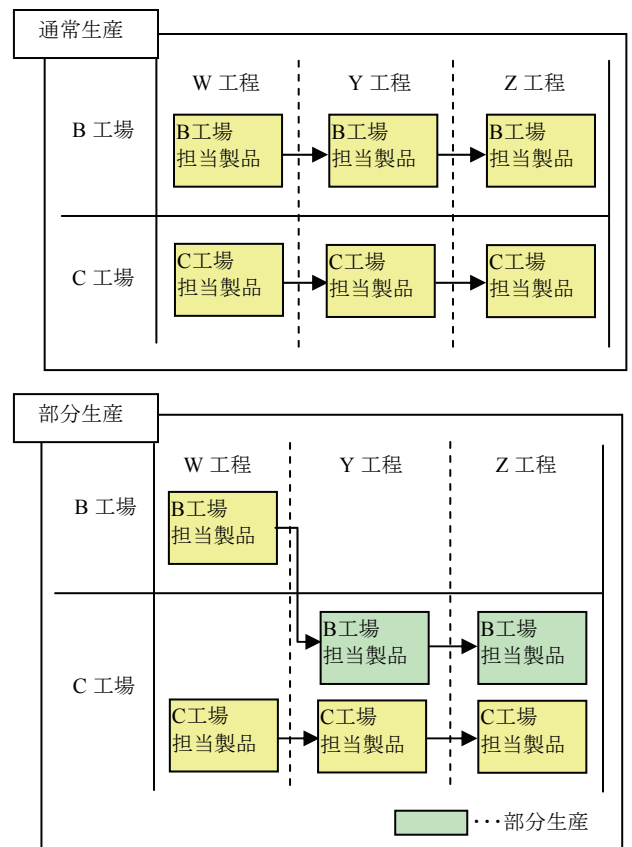 通常生産
W 工程 Y 工程 Z 工程
B 工場
B工場
担当製品
B工場
担当製品
B工場
担当製品
C 工場
C工場
担当製品
C工場
担当製品
C工場
担当製品
部分生産
W 工程 Y 工程 Z 工程
B 工場
B工場
担当製品
C 工場
B工場
担当製品
B工場
担当製品
C工場
担当製品
C工場
担当製品
C工場
担当製品
･･･部分生産